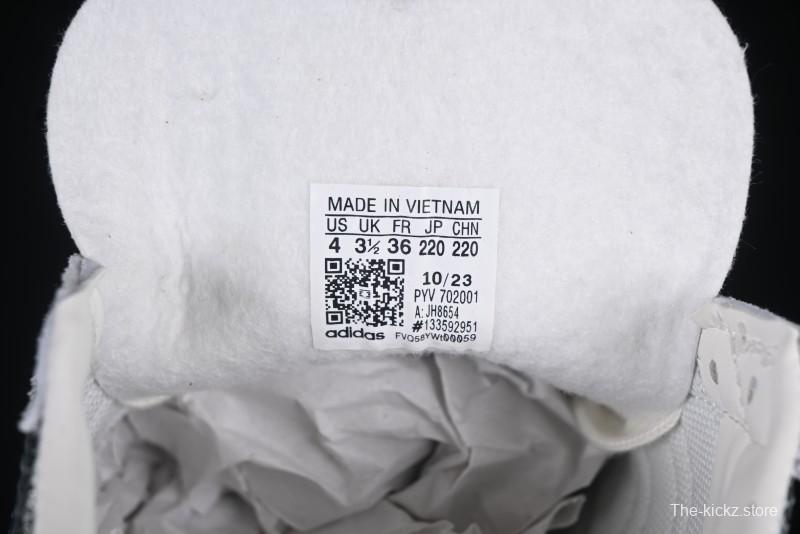 MADE IN VIETNAM
US UK FR JP CHN
4 3½ 36 220 220
10/23
PYV 702001
A: JH8654
#133592951
adidas FVQ58YWt00059
The-kickz.store